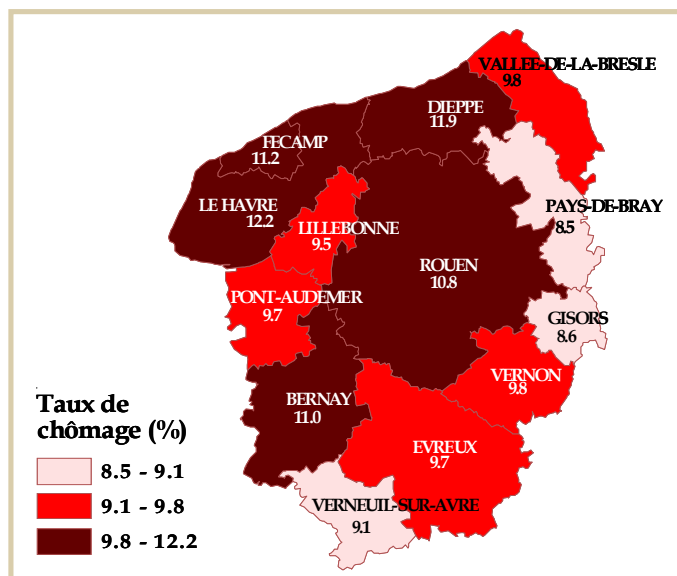 VALLEE-DE-LA-BRESLE
9.8
DIEPPE
11.9
FECAMP
11.2
LE HAVRE
12.2
PAYS-DE-BRAY
8.5
LILLEBONNE
9.5
ROUEN
10.8
PONT-AUDEMER
9.7
GISORS
8.6
VERNON
9.8
BERNAY
11.0
EVREUX
9.7
VERNEUIL-SUR-AVRE
9.1
Taux de
chômage (%)
8.5 - 9.1
9.1 - 9.8
9.8 - 12.2